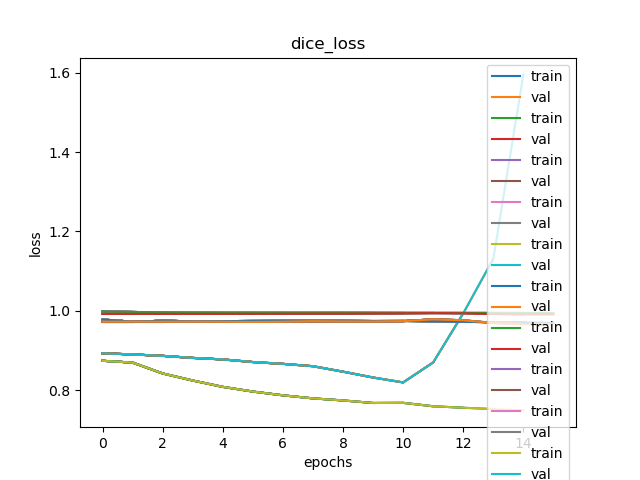 dice_loss
loss
1.6
1.4
1.2
1.0
0.8
0
2
4
6
8
10
12
14
epochs
train
val
train
val
train
val
train
val
train
val
train
val
train
val
train
val
train
val
train
val